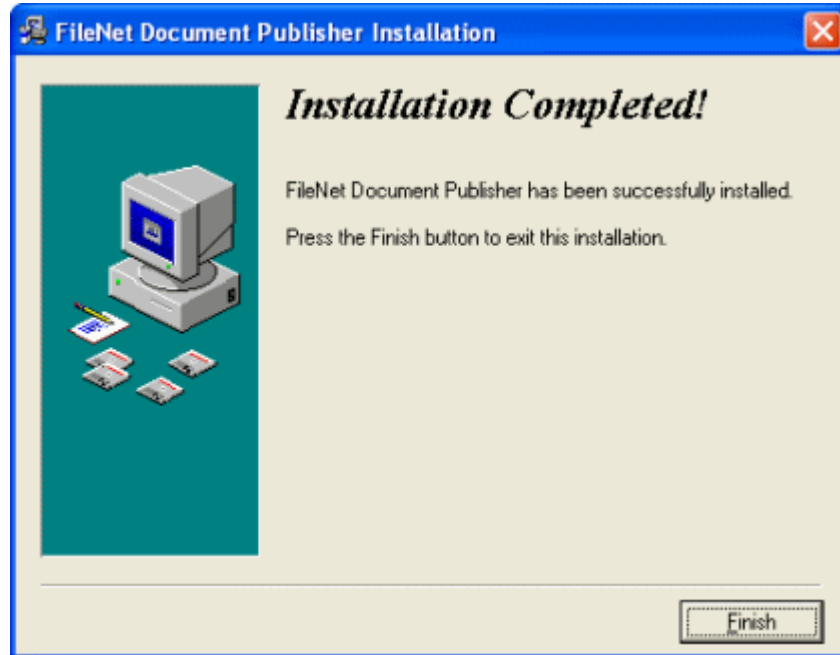 FileNet Document Publisher Installation
Installation Completed!
FileNet Document Publisher has been successfully installed.
Press the Finish button to exit this installation.
Finish